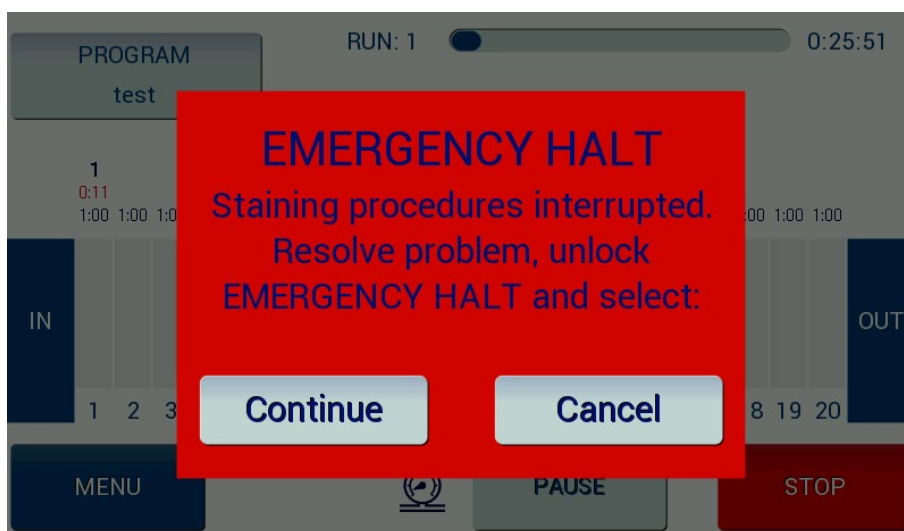 PROGRAM
test
RUN: 1
0:25:51
1
0:11
1:00 1:00
1:00 1:00
EMERGENCY HALT
Staining procedures interrupted.
Resolve problem, unlock
EMERGENCY HALT and select:
IN
OUT
1 2 3
Continue
Cancel
8 19 20
MENU
PAUSE
STOP